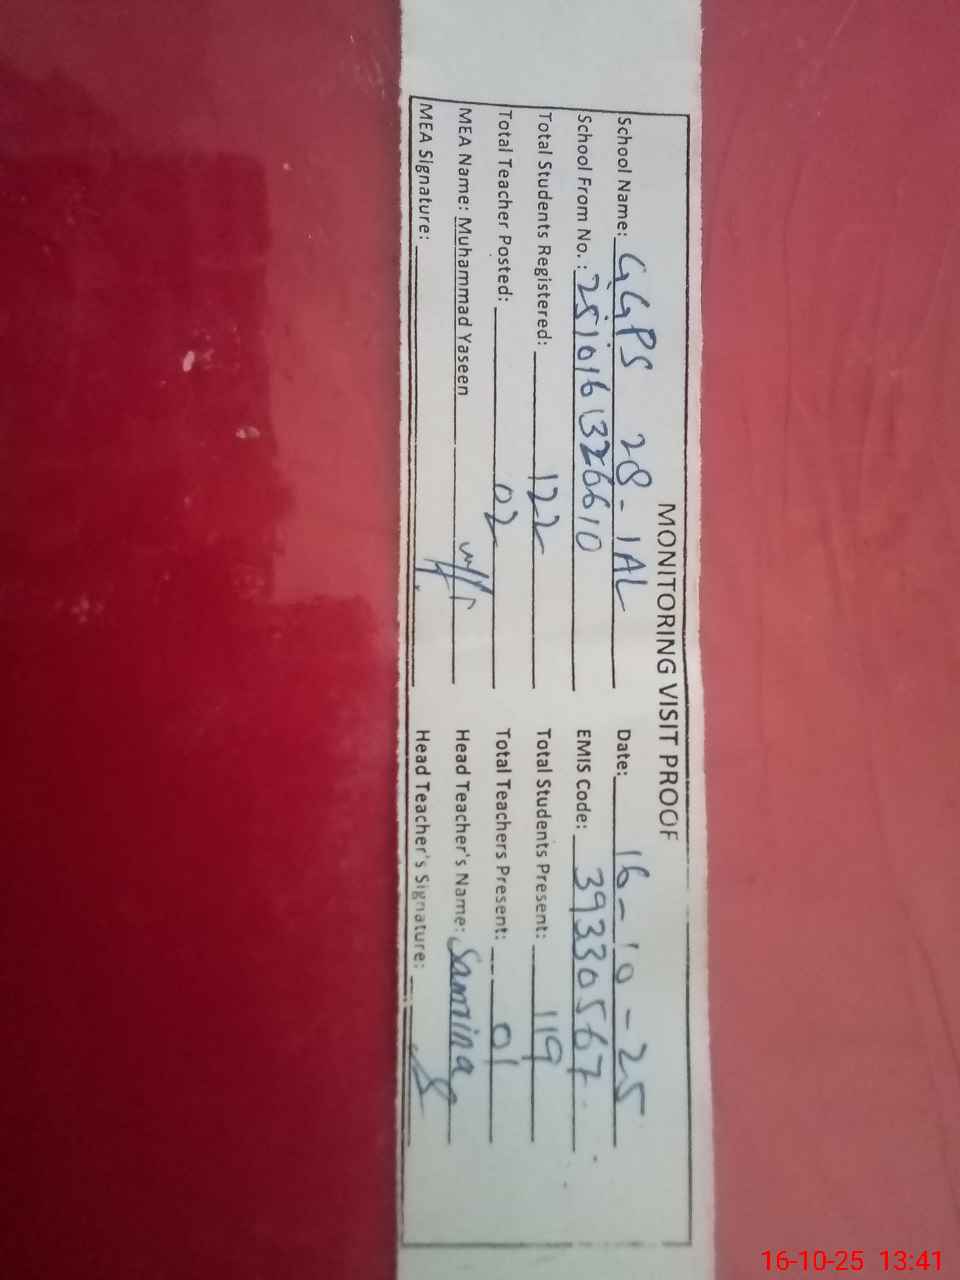 MONITORING VISIT PROOF
School Name: GGPS 28-1AL Date: 16-10-25
School From No.: 25101613326610 EMIS Code: 39330567
Total Students Registered: 122 Total Students Present: 119
Total Teacher Posted: 02 Total Teachers Present: 01
MEA Name: Muhammad Yaseen Head Teacher's Name: Samina
MEA Signature: Head Teacher's Signature:
16-10-25 13:41